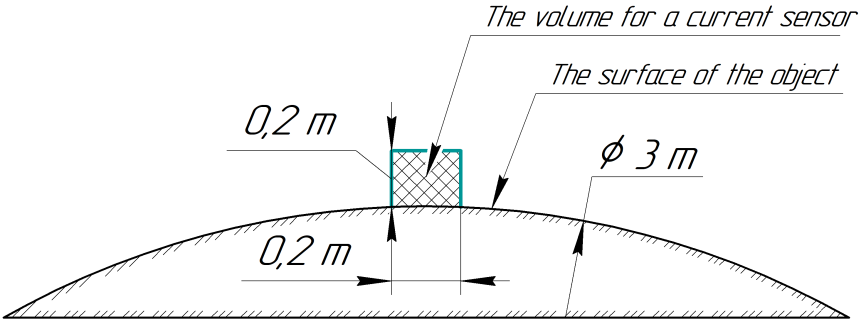 The volume for a current sensor
The surface of the object
0,2 m
ϕ 3 m
0,2 m